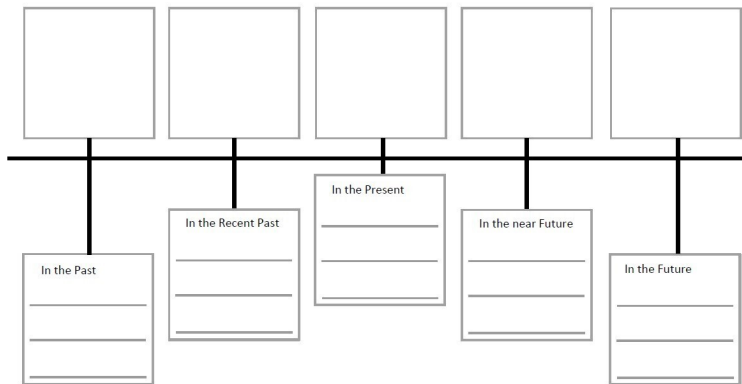 In the Past
In the Recent Past
In the Present
In the near Future
In the Future